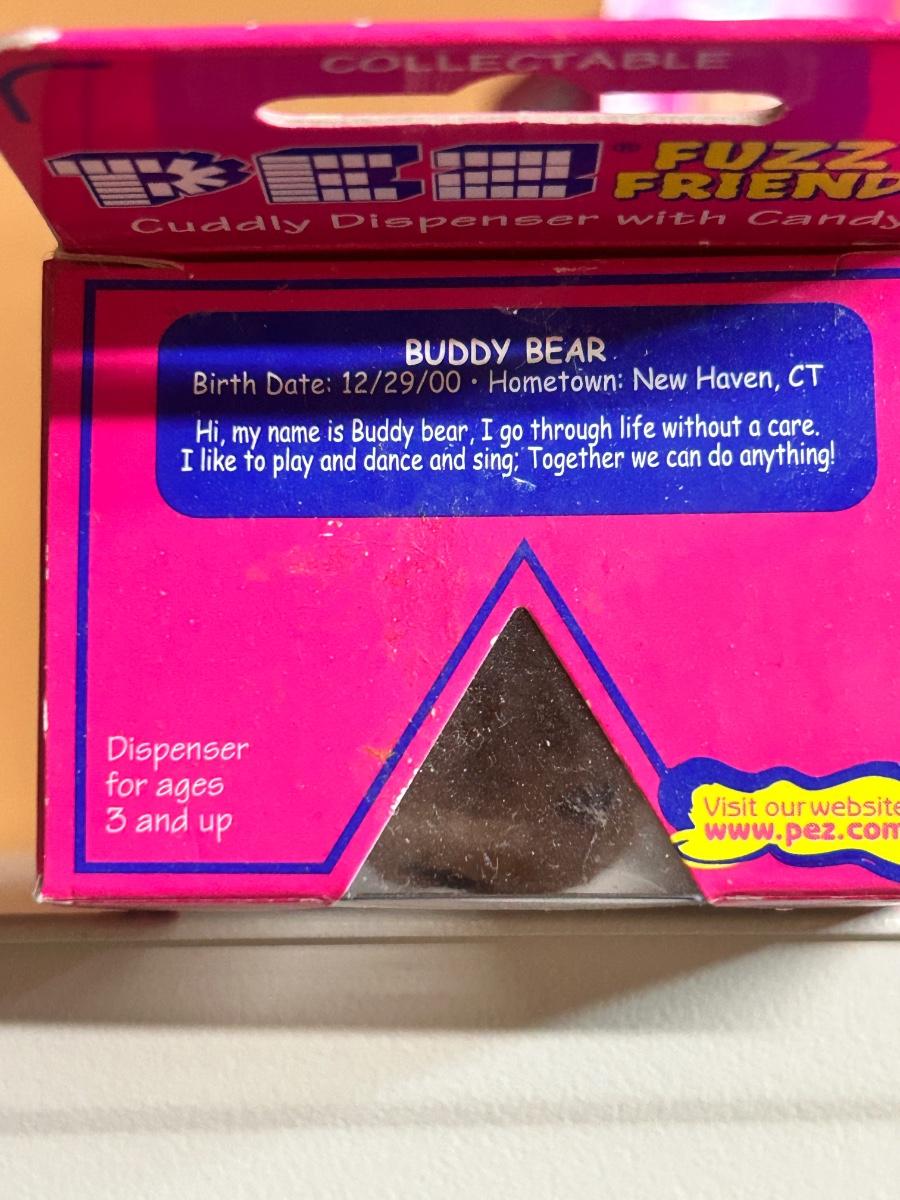 COLLECTABLE
PEZ® FUZZY
FRIEND
Cuddly Dispenser with Candy
BUDDY BEAR
Birth Date: 12/29/00 • Hometown: New Haven, CT
Hi, my name is Buddy bear, I go through life without a care.
I like to play and dance and sing; Together we can do anything!
Dispenser
for ages
3 and up
Visit our website
www.pez.com